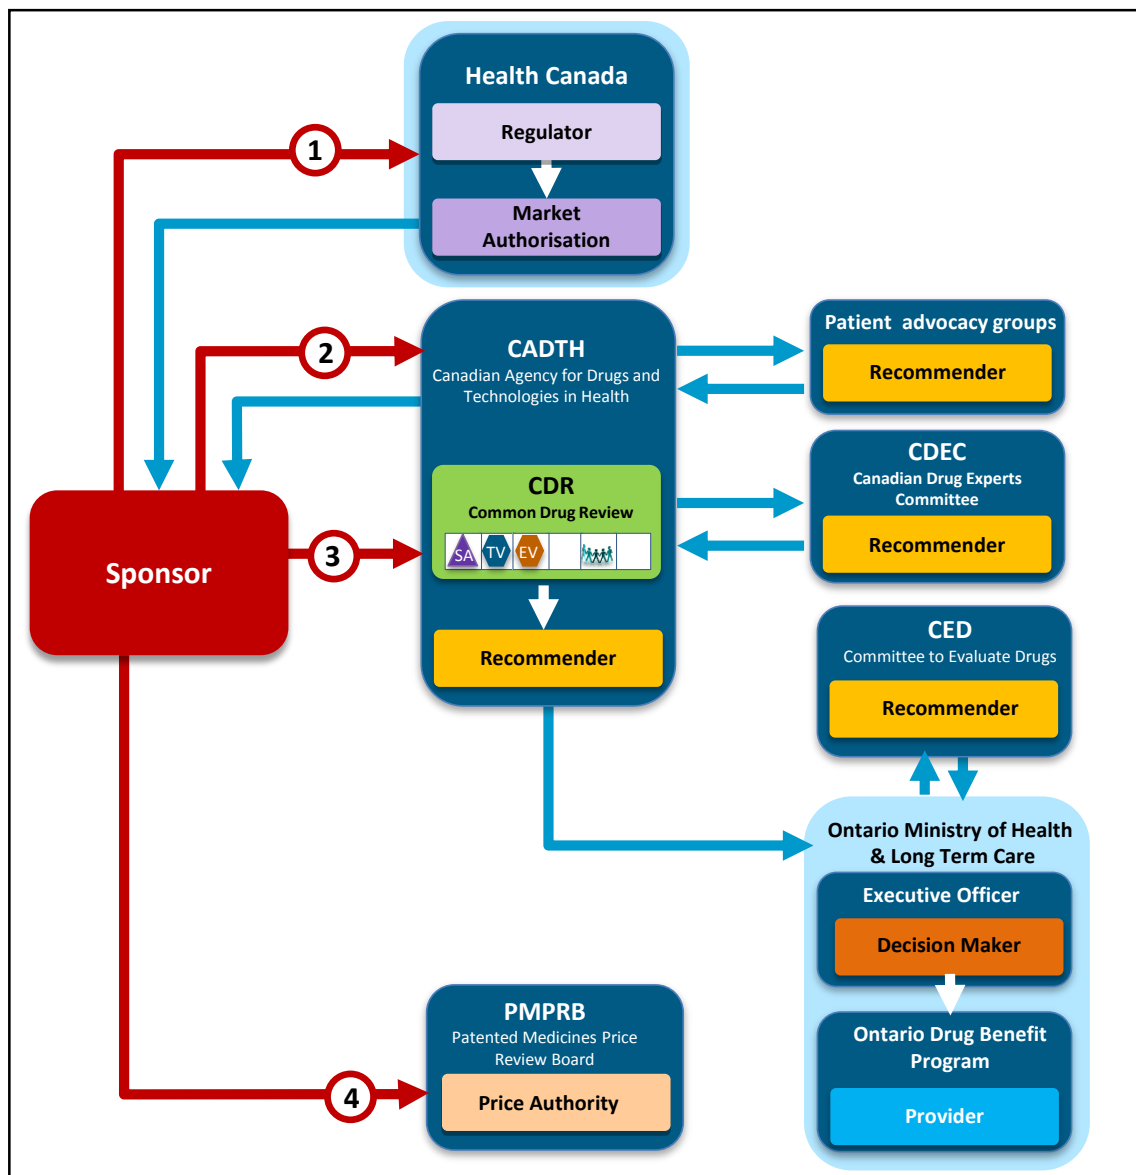 Health Canada
Regulator
Market
Authorisation
1
2
CADTH
Canadian Agency for Drugs and
Technologies in Health
Patient advocacy groups
Recommender
CDR
Common Drug Review
SA TV EV
CDEC
Canadian Drug Experts
Committee
Recommender
Sponsor
3
Recommender
CED
Committee to Evaluate Drugs
Recommender
Ontario Ministry of Health
& Long Term Care
Executive Officer
Decision Maker
Ontario Drug Benefit
Program
Provider
PMPRB
Patented Medicines Price
Review Board
Price Authority
4